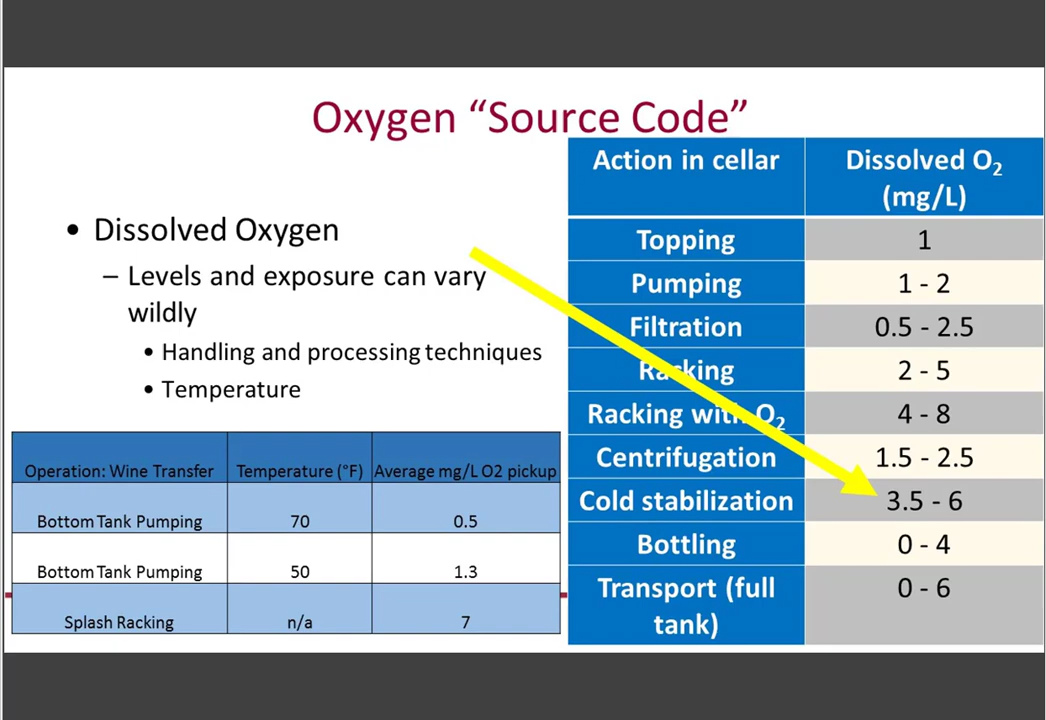 Oxygen “Source Code”
• Dissolved Oxygen
– Levels and exposure can vary
wildly
• Handling and processing techniques
• Temperature
Operation: Wine Transfer Temperature (°F) Average mg/L O2 pickup
Bottom Tank Pumping 70 0.5
Bottom Tank Pumping 50 1.3
Splash Racking n/a 7
Action in cellar Dissolved O₂
(mg/L)
Topping 1
Pumping 1 - 2
Filtration 0.5 - 2.5
Racking 2 - 5
Racking with O₂ 4 - 8
Centrifugation 1.5 - 2.5
Cold stabilization 3.5 - 6
Bottling 0 - 4
Transport (full 0 - 6
tank)